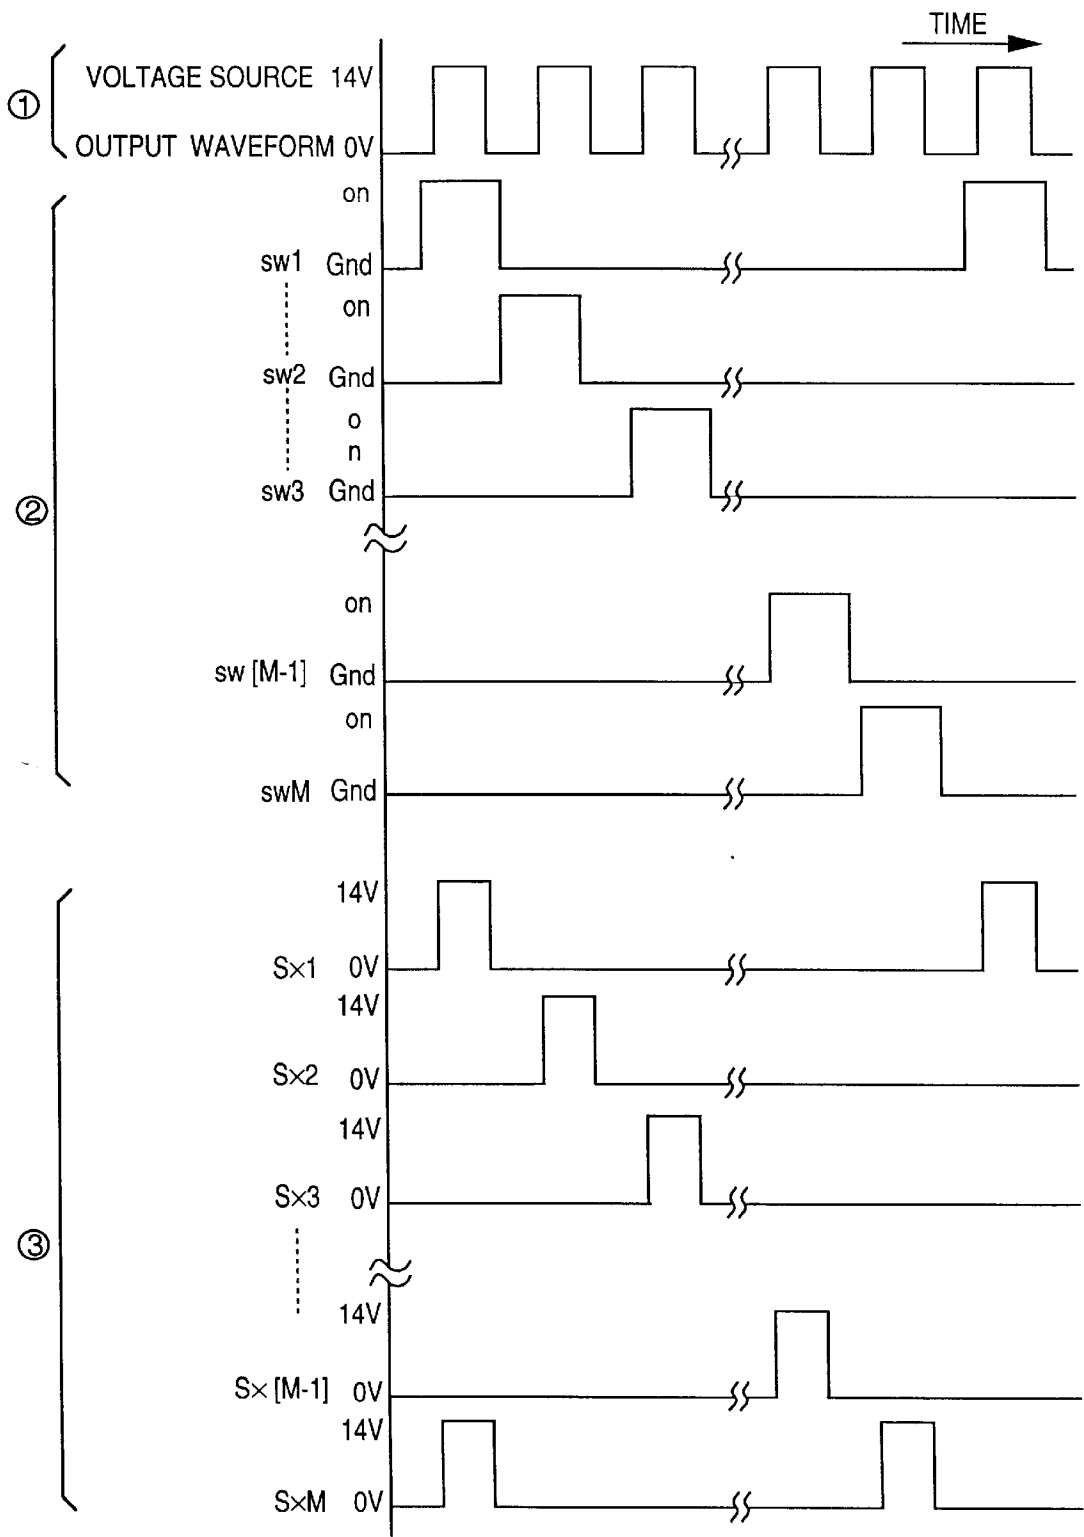 TIME
① VOLTAGE SOURCE 14V
OUTPUT WAVEFORM 0V
②
on
sw1 Gnd
on
sw2 Gnd
o
n
sw3 Gnd
on
sw [M-1] Gnd
on
swM Gnd
③
14V
S×1 0V
14V
S×2 0V
14V
S×3 0V
14V
S× [M-1] 0V
14V
S×M 0V